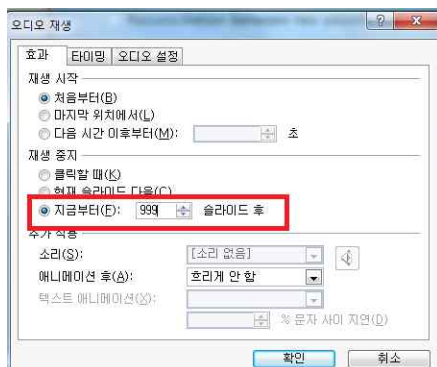 오디오 재생
효과 타이밍 오디오 설정
재생 시작
처음부터(B)
마지막 위치에서(L)
다음 시간 이후부터(M): 초
재생 중지
클릭할 때(K)
현재 슬라이드 다음(C)
지금부터(F): 999 슬라이드 후
추가 적용
소리(S): [소리 없음]
애니메이션 후(A): 흐리게 안 함
텍스트 애니메이션(X):
% 문자 사이 지연(D)
확인 취소